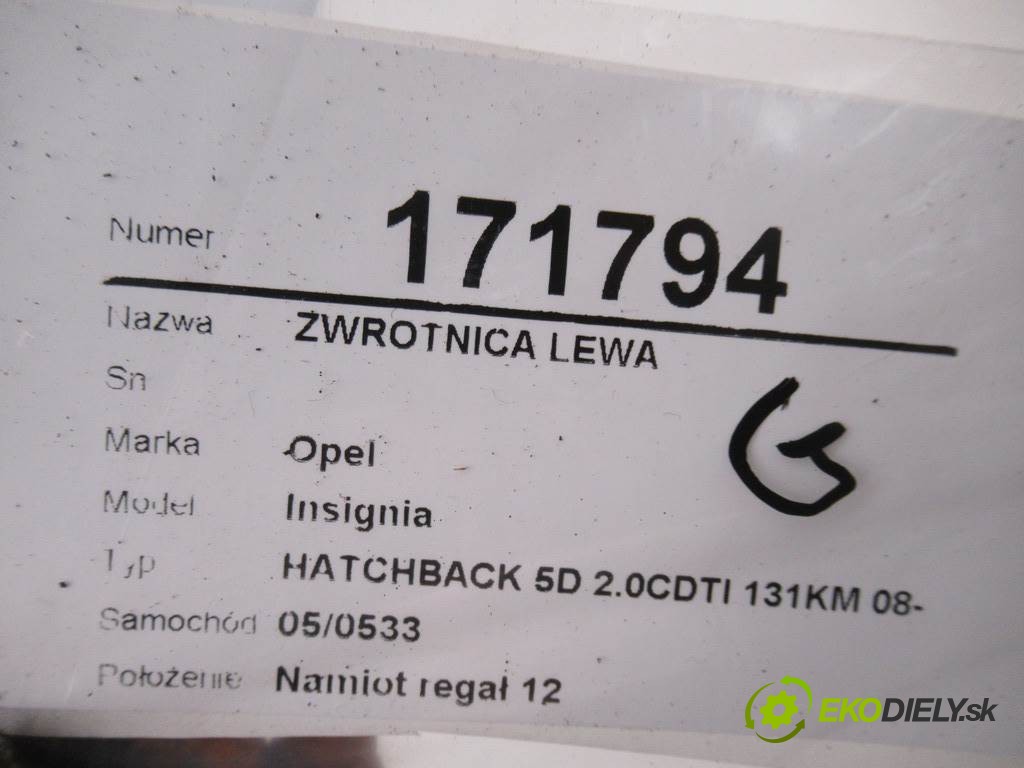 Numer 171794
Nazwa ZWROTNICA LEWA
Sn
Marka Opel
Model Insignia
Typ HATCHBACK 5D 2.0CDTI 131KM 08-
Samochód 05/0533
Położenie Namiot regał 12
G
EKODIELY.sk